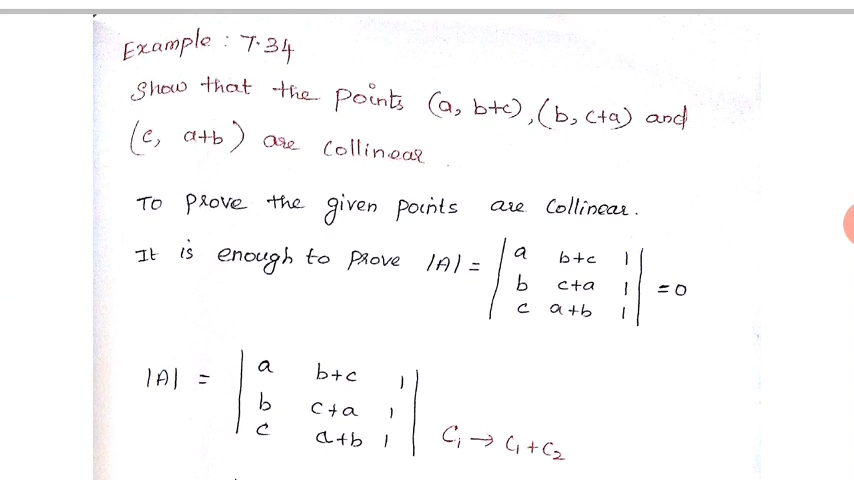 Example : 7.34
Show that the points (a, b+c), (b, c+a) and
(c, a+b) are collinear.
To prove the given points are collinear.
It is enough to prove |A| = | a b+c 1 |
| b c+a 1 | = 0
| c a+b 1 |
|A| = | a b+c 1 |
| b c+a 1 |
| c a+b 1 | C₁ → C₁+C₂